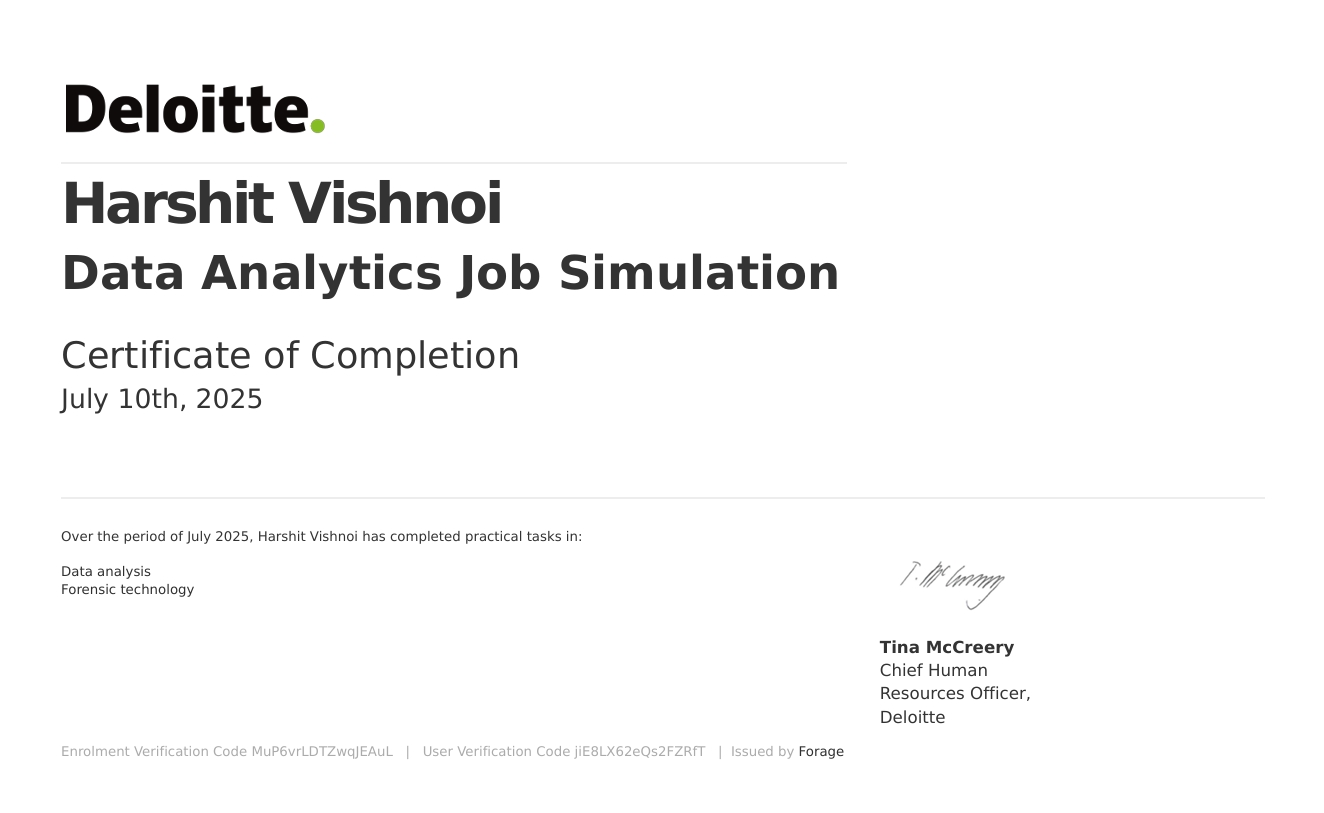 Deloitte.
Harshit Vishnoi
Data Analytics Job Simulation
Certificate of Completion
July 10th, 2025
Over the period of July 2025, Harshit Vishnoi has completed practical tasks in:
Data analysis
Forensic technology
T. McCreery
Tina McCreery
Chief Human
Resources Officer,
Deloitte
Enrolment Verification Code MuP6vrLDTZwqJEAuL | User Verification Code jiE8LX62eQs2FZRfT | Issued by Forage